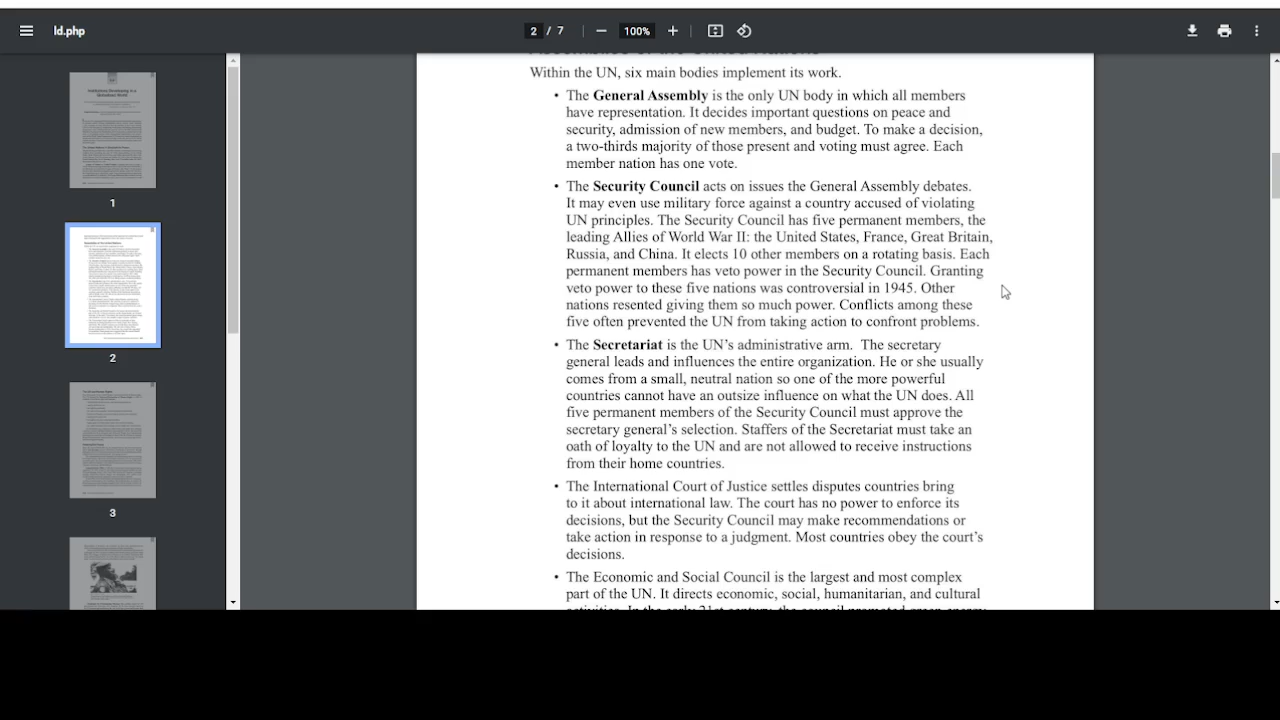 ld.php
2 / 7
100%
1
2
3
Within the UN, six main bodies implement its work.
• The General Assembly is the only UN body in which all members
have representation. It decides important questions on peace and
security, admission of new members, and budget. To make a decision,
a two-thirds majority of those present and voting must agree. Each
member nation has one vote.
• The Security Council acts on issues the General Assembly debates.
It may even use military force against a country accused of violating
UN principles. The Security Council has five permanent members, the
leading Allies of World War II: the United States, France, Great Britain,
Russia, and China. It elects 10 other members on a rotating basis. Each
permanent members has veto power in the Security Council. Granting
veto power to these five nations was controversial in 1945. Other
nations resented giving them so much power. Conflicts among these
five often prevented the UN from taking action to confront problems.
• The Secretariat is the UN's administrative arm. The secretary
general leads and influences the entire organization. He or she usually
comes from a small, neutral nation so one of the more powerful
countries cannot have an outsize influence on what the UN does. All
five permanent members of the Security Council must approve the
secretary general's selection. Staffers of the Secretariat must take an
oath of loyalty to the UN and are not allowed to receive instructions
from their home countries.
• The International Court of Justice settles disputes countries bring
to it about international law. The court has no power to enforce its
decisions, but the Security Council may make recommendations or
take action in response to a judgment. Most countries obey the court's
decisions.
• The Economic and Social Council is the largest and most complex
part of the UN. It directs economic, social, humanitarian, and cultural